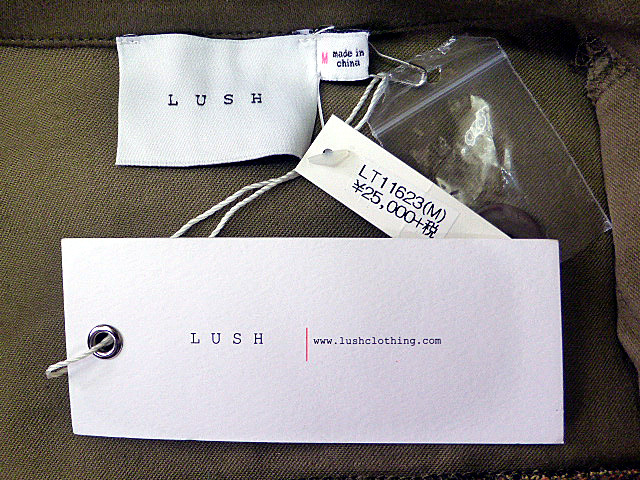 LUSH
M
made in
china
LT11623(M)
¥25,000+税
LUSH
www.lushclothing.com